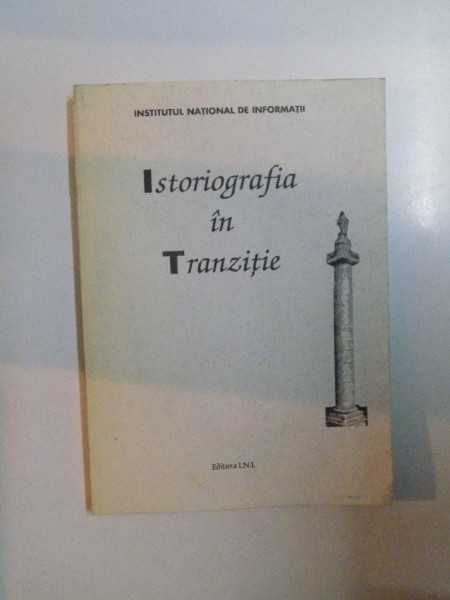 INSTITUTUL NAȚIONAL DE INFORMAȚII
Istoriografia
în
Tranziție
Editura I.N.I.